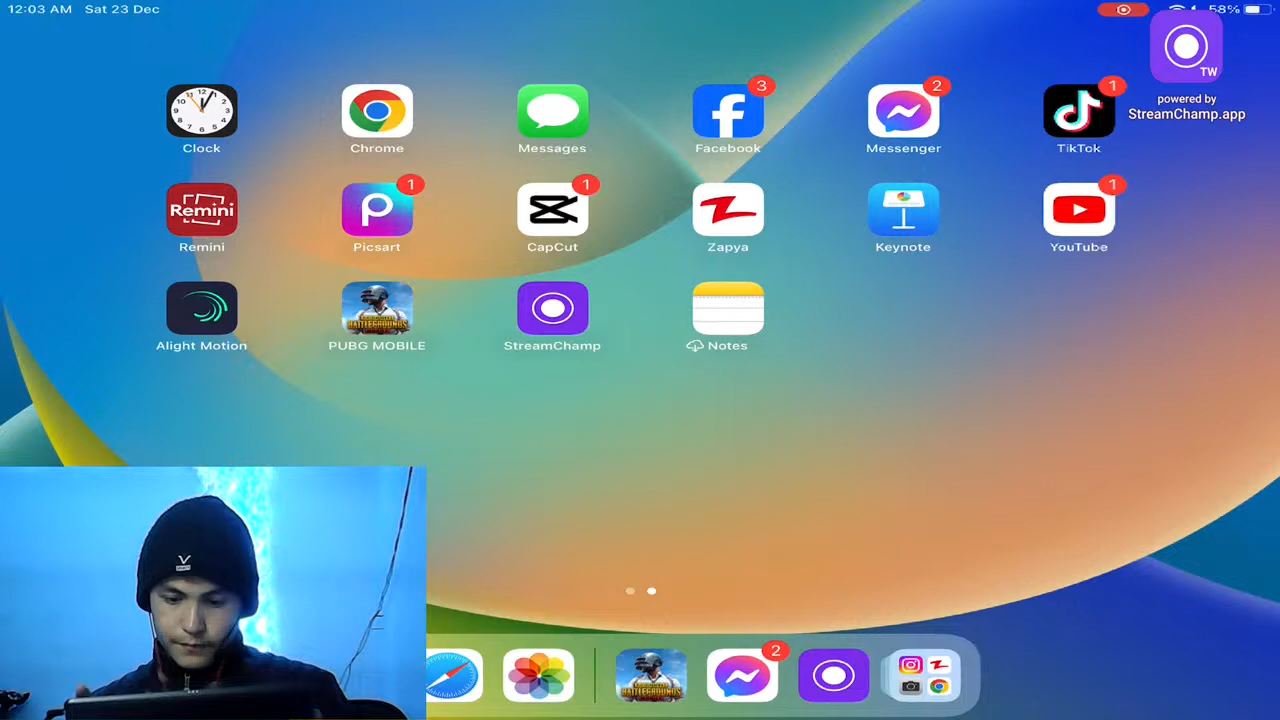 12:03 AM Sat 23 Dec
58%
TW
powered by
StreamChamp.app
3
2
1
Clock
Chrome
Messages
Facebook
Messenger
TikTok
1
1
1
Remini
Remini
Picsart
CapCut
Zapya
Keynote
YouTube
Alight Motion
PUBG MOBILE
StreamChamp
Notes
2